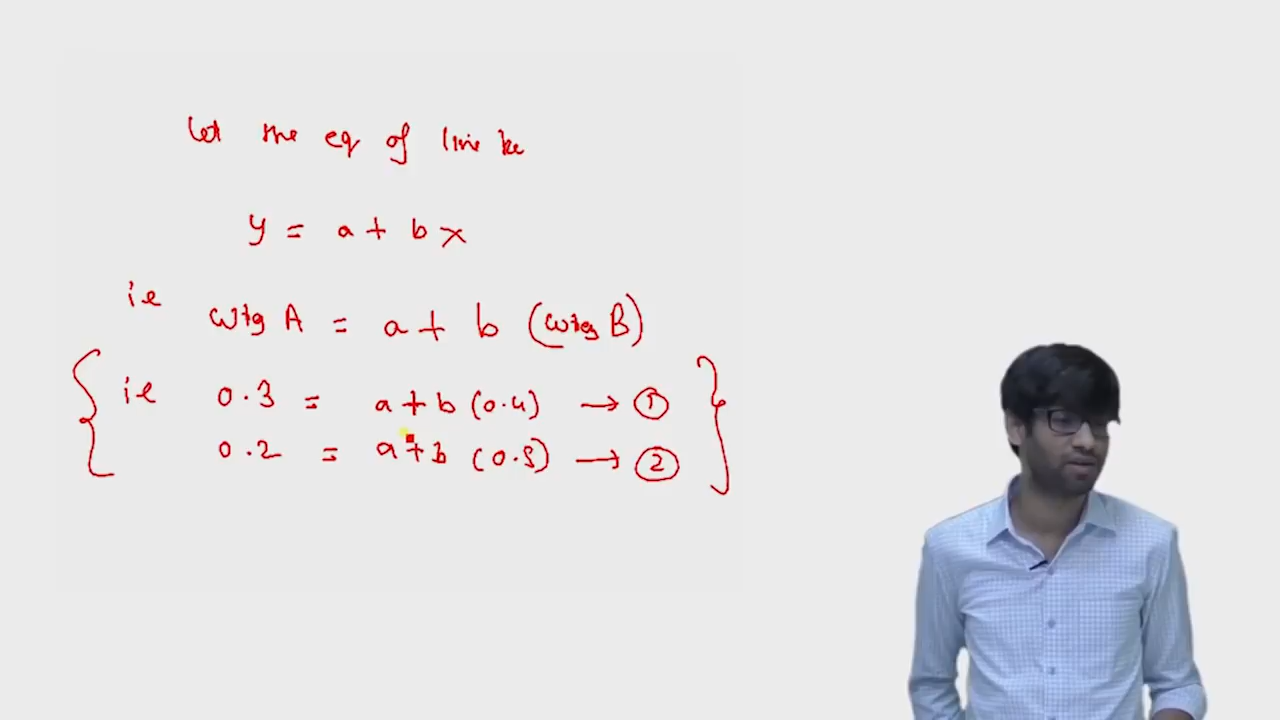 let the eq of line be
y = a + bx
ie
wtg A = a + b (wtg B)
ie 0.3 = a + b (0.4) → ①
0.2 = a + b (0.5) → ②